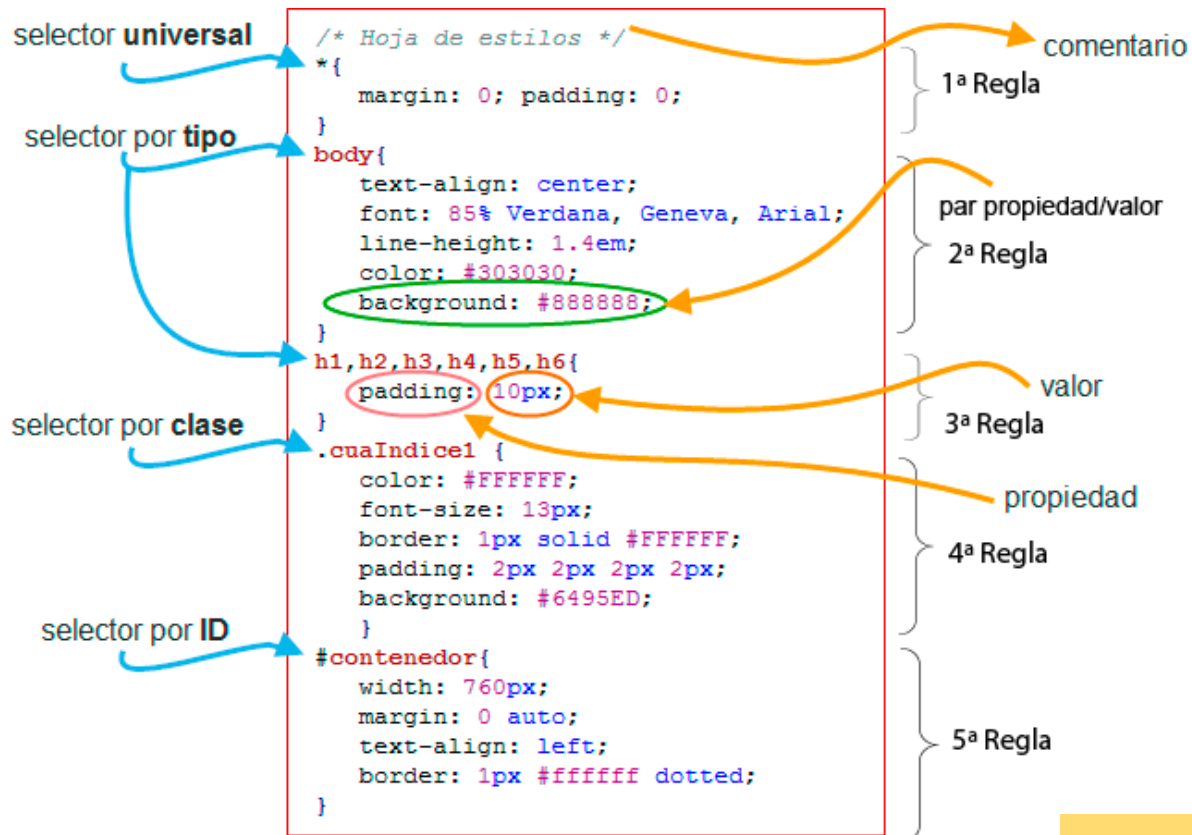 selector universal
/* Hoja de estilos */
comentario
*{
margin: 0; padding: 0;
}
1ª Regla
selector por tipo
body{
text-align: center;
font: 85% Verdana, Geneva, Arial;
line-height: 1.4em;
color: #303030;
background: #888888;
}
par propiedad/valor
2ª Regla
h1,h2,h3,h4,h5,h6{
padding: 10px;
}
valor
3ª Regla
selector por clase
.cuaIndice1 {
color: #FFFFFF;
font-size: 13px;
border: 1px solid #FFFFFF;
padding: 2px 2px 2px 2px;
background: #6495ED;
}
propiedad
4ª Regla
selector por ID
#contenedor{
width: 760px;
margin: 0 auto;
text-align: left;
border: 1px #ffffff dotted;
}
5ª Regla